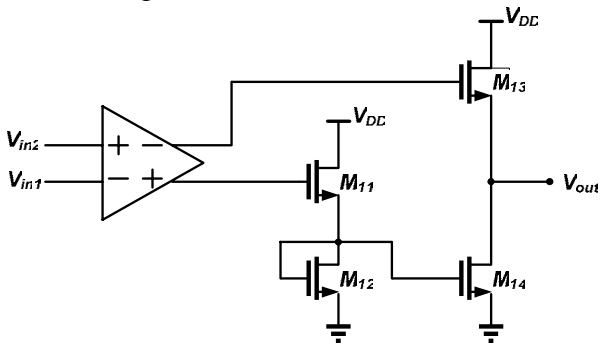 V_DD
M_13
V_DD
V_in2
+ −
M_11
V_in1
− +
V_out
M_12
M_14